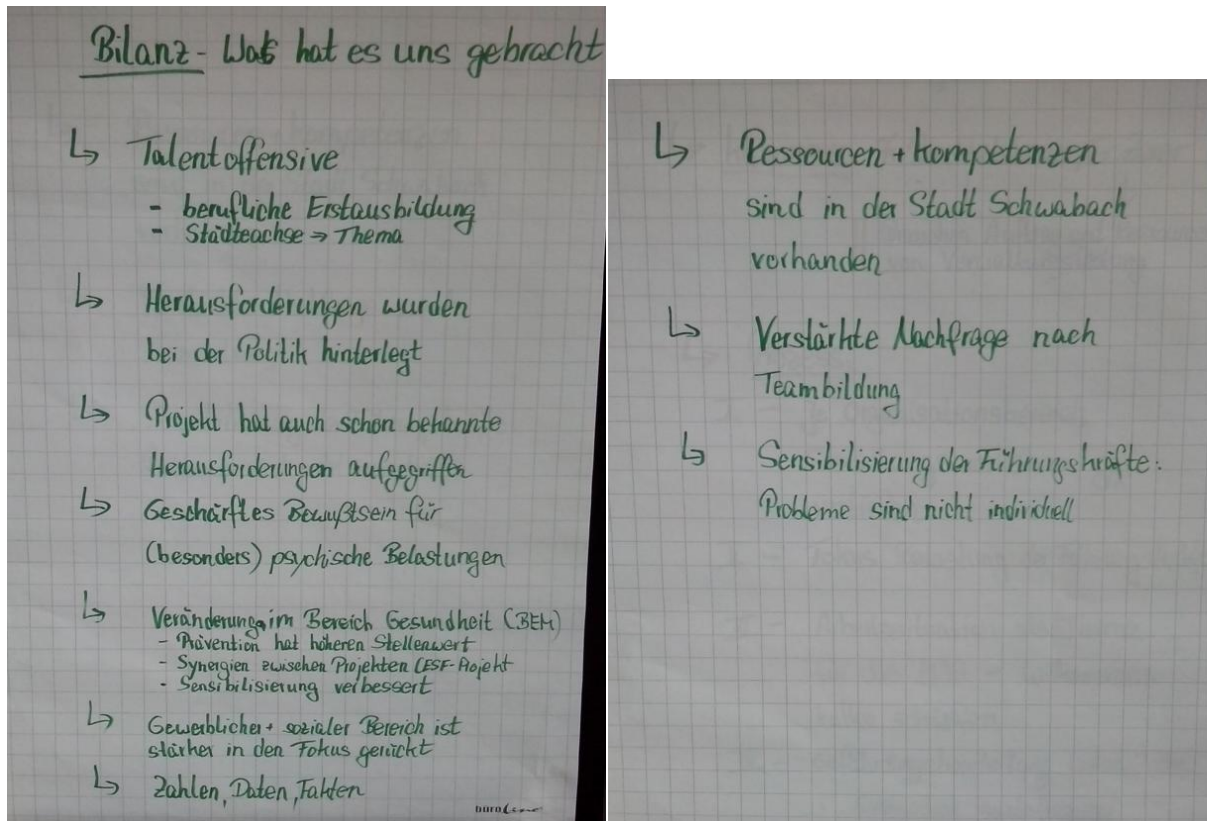 Bilanz - Was hat es uns gebracht
↳ Talentoffensive
- berufliche Erstausbildung
- Städteachse ⇒ Thema
↳ Herausforderungen wurden
bei der Politik hinterlegt
↳ Projekt hat auch schon bekannte
Herausforderungen aufgegriffen
↳ Geschärftes Bewußtsein für
(besonders) psychische Belastungen
↳ Veränderung im Bereich Gesundheit (BEM)
- Prävention hat höheren Stellenwert
- Synergien zwischen Projekten (ESF-Projekt
- Sensibilisierung verbessert
↳ Gewerblicher + sozialer Bereich ist
stärker in den Fokus gerückt
↳ Zahlen, Daten, Fakten
↳ Ressourcen + Kompetenzen
sind in der Stadt Schwabach
vorhanden
↳ Verstärkte Nachfrage nach
Teambildung
↳ Sensibilisierung der Führungskräfte:
Probleme sind nicht individuell